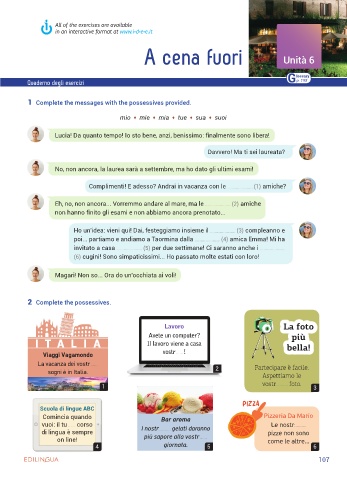 All of the exercises are available
in an interactive format at www.i-d-e-e.it
A cena fuori
Unità 6
Glossary
p. 198
Quaderno degli esercizi
1 Complete the messages with the possessives provided.
mio • mie • mia • tue • sua • suoi
Lucia! Da quanto tempo! Io sto bene, anzi, benissimo: finalmente sono libera!
Davvero! Ma ti sei laureata?
No, non ancora, la laurea sarà a settembre, ma ho dato gli ultimi esami!
Complimenti! E adesso? Andrai in vacanza con le ............ (1) amiche?
Eh, no, non ancora... Vorremmo andare al mare, ma le ............ (2) amiche
non hanno finito gli esami e non abbiamo ancora prenotato...
Ho un'idea: vieni qui! Dai, festeggiamo insieme il ............ (3) compleanno e
poi... partiamo e andiamo a Taormina dalla ............ (4) amica Emma! Mi ha
invitato a casa ............ (5) per due settimane! Ci saranno anche i ............
(6) cugini! Sono simpaticissimi... Ho passato molte estati con loro!
Magari! Non so... Ora do un'occhiata ai voli!
2 Complete the possessives.
ITALIA
Viaggi Vagamondo
La vacanza dei vostr....
sogni è in Italia.
1
Lavoro
Avete un computer?
Il lavoro viene a casa
vostr.....!
2
La foto
più
bella!
Partecipare è facile.
Aspettiamo le
vostr..... foto.
3
Scuola di lingue ABC
Comincia quando
vuoi: il tu.... corso
di lingua è sempre
on line!
4
Bar aroma
I nostr..... gelati daranno
più sapore alla vostr.....
giornata.
5
PIZZA
Pizzeria Da Mario
Le nostr.....
pizze non sono
come le altre...
6
EDILINGUA
107